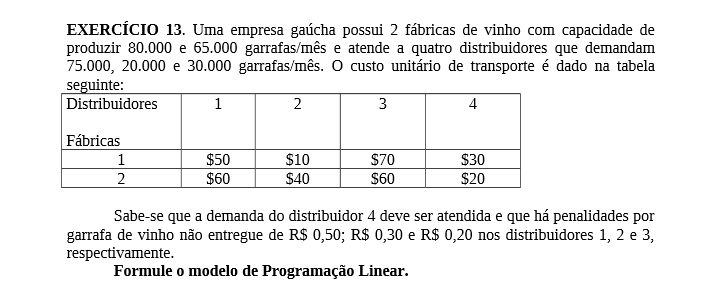 EXERCÍCIO 13. Uma empresa gaúcha possui 2 fábricas de vinho com capacidade de
produzir 80.000 e 65.000 garrafas/mês e atende a quatro distribuidores que demandam
75.000, 20.000 e 30.000 garrafas/mês. O custo unitário de transporte é dado na tabela
seguinte:
Distribuidores 1 2 3 4
Fábricas
1 $50 $10 $70 $30
2 $60 $40 $60 $20
Sabe-se que a demanda do distribuidor 4 deve ser atendida e que há penalidades por
garrafa de vinho não entregue de R$ 0,50; R$ 0,30 e R$ 0,20 nos distribuidores 1, 2 e 3,
respectivamente.
Formule o modelo de Programação Linear.